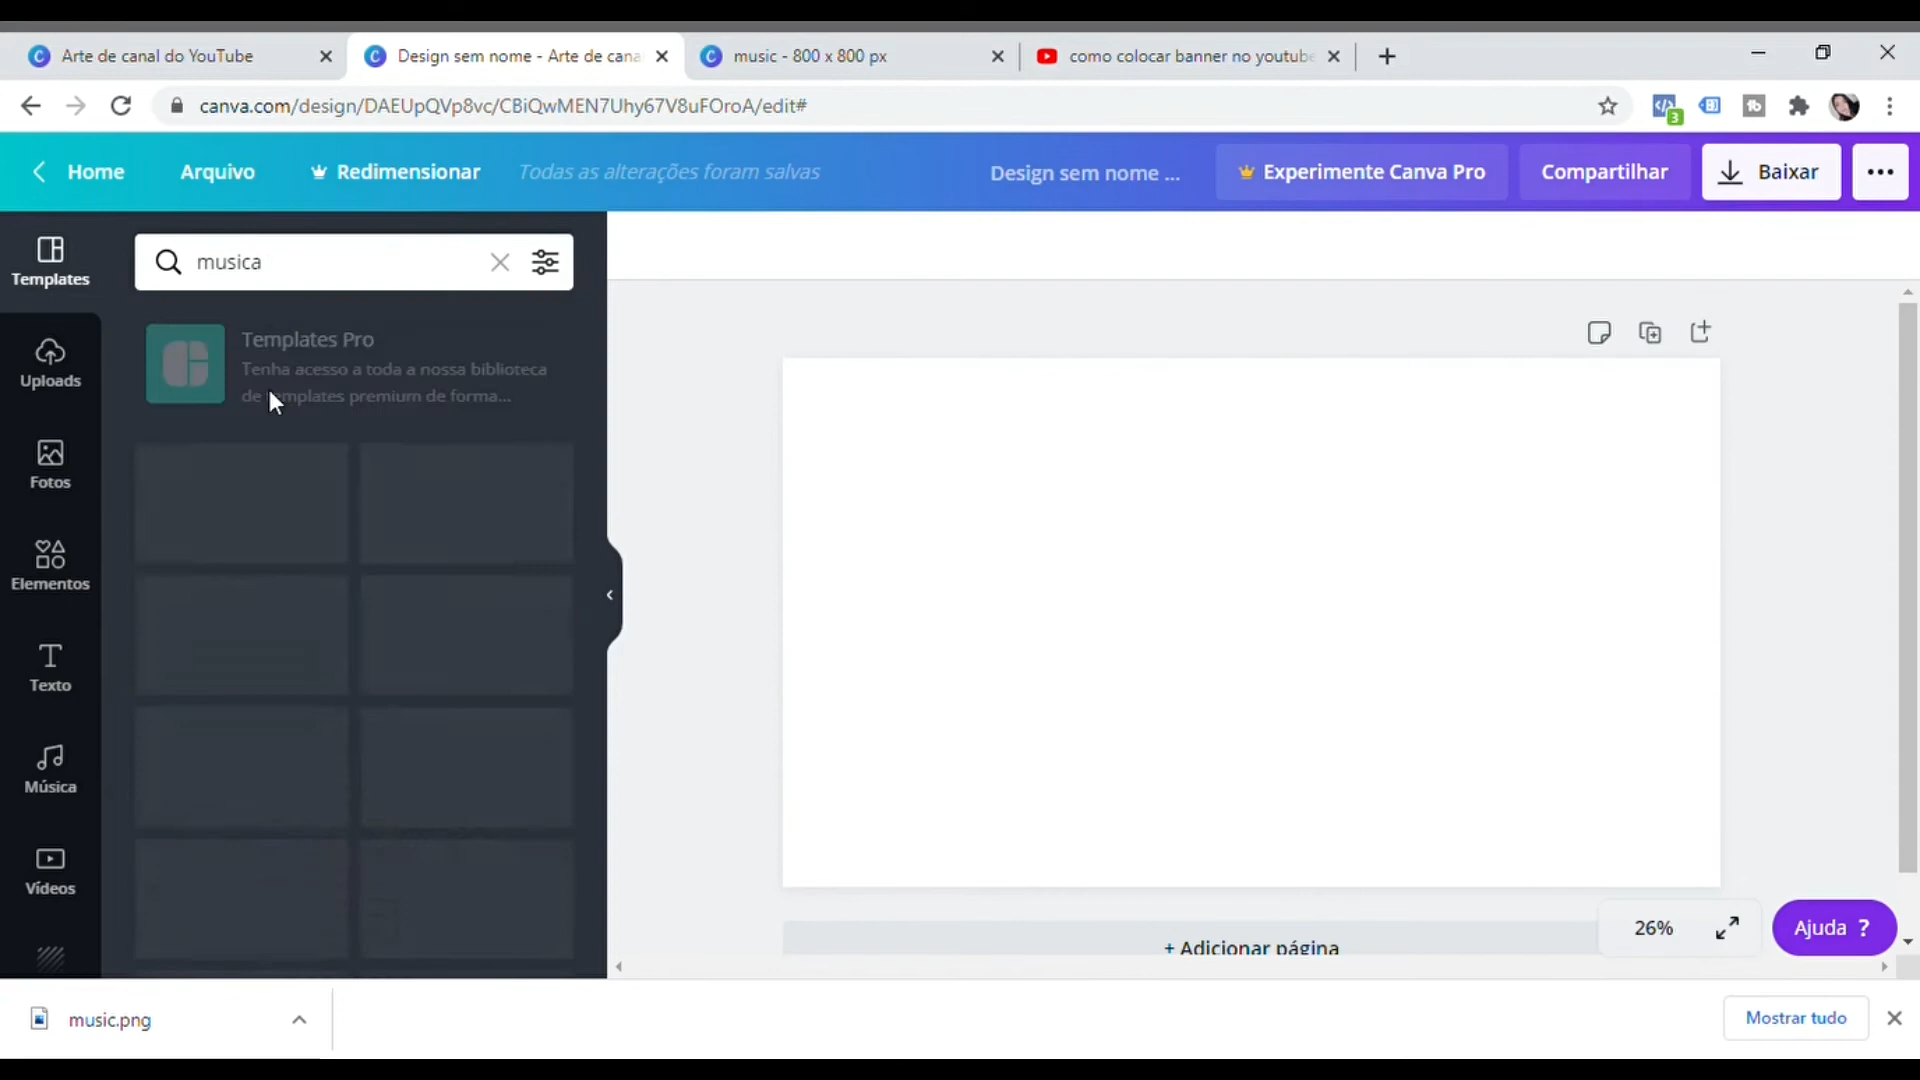 Arte de canal do YouTube
Design sem nome - Arte de cana
music - 800 x 800 px
como colocar banner no youtube
canva.com/design/DAEUpQVp8vc/CBiQwMEN7Uhy67V8uFOroA/edit#
3
Home
Arquivo
Redimensionar
Todas as alterações foram salvas
Design sem nome ...
Experimente Canva Pro
Compartilhar
Baixar
Templates
musica
Templates Pro
Tenha acesso a toda a nossa biblioteca
de templates premium de forma...
Uploads
Fotos
Elementos
Texto
Música
Vídeos
+ Adicionar página
26%
Ajuda ?
music.png
Mostrar tudo